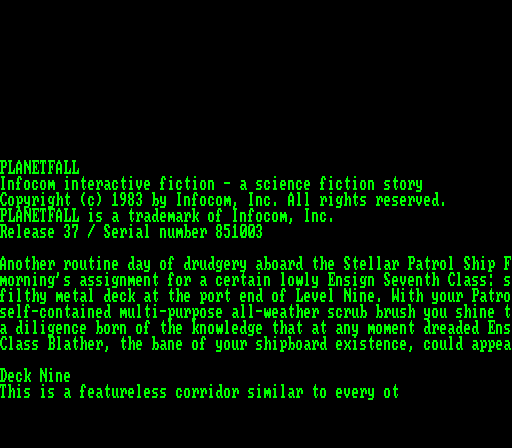 PLANETFALL
Infocom interactive fiction - a science fiction story
Copyright (c) 1983 by Infocom, Inc. All rights reserved.
PLANETFALL is a trademark of Infocom, Inc.
Release 37 / Serial number 851003
Another routine day of drudgery aboard the Stellar Patrol Ship F
morning's assignment for a certain lowly Ensign Seventh Class: s
filthy metal deck at the port end of Level Nine. With your Patro
self-contained multi-purpose all-weather scrub brush you shine t
a diligence born of the knowledge that at any moment dreaded Ens
Class Blather, the bane of your shipboard existence, could appea
Deck Nine
This is a featureless corridor similar to every ot